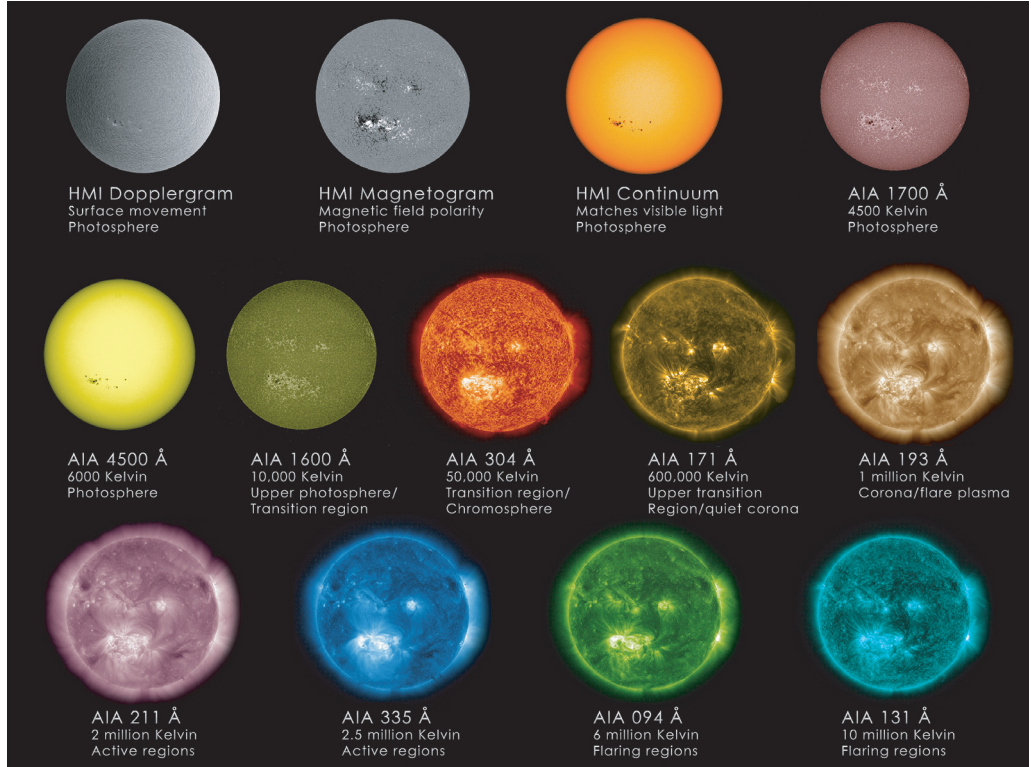 HMI Dopplergram
Surface movement
Photosphere
HMI Magnetogram
Magnetic field polarity
Photosphere
HMI Continuum
Matches visible light
Photosphere
AIA 1700 Å
4500 Kelvin
Photosphere
AIA 4500 Å
6000 Kelvin
Photosphere
AIA 1600 Å
10,000 Kelvin
Upper photosphere/
Transition region
AIA 304 Å
50,000 Kelvin
Transition region/
Chromosphere
AIA 171 Å
600,000 Kelvin
Upper transition
Region/quiet corona
AIA 193 Å
1 million Kelvin
Corona/flare plasma
AIA 211 Å
2 million Kelvin
Active regions
AIA 335 Å
2.5 million Kelvin
Active regions
AIA 094 Å
6 million Kelvin
Flaring regions
AIA 131 Å
10 million Kelvin
Flaring regions